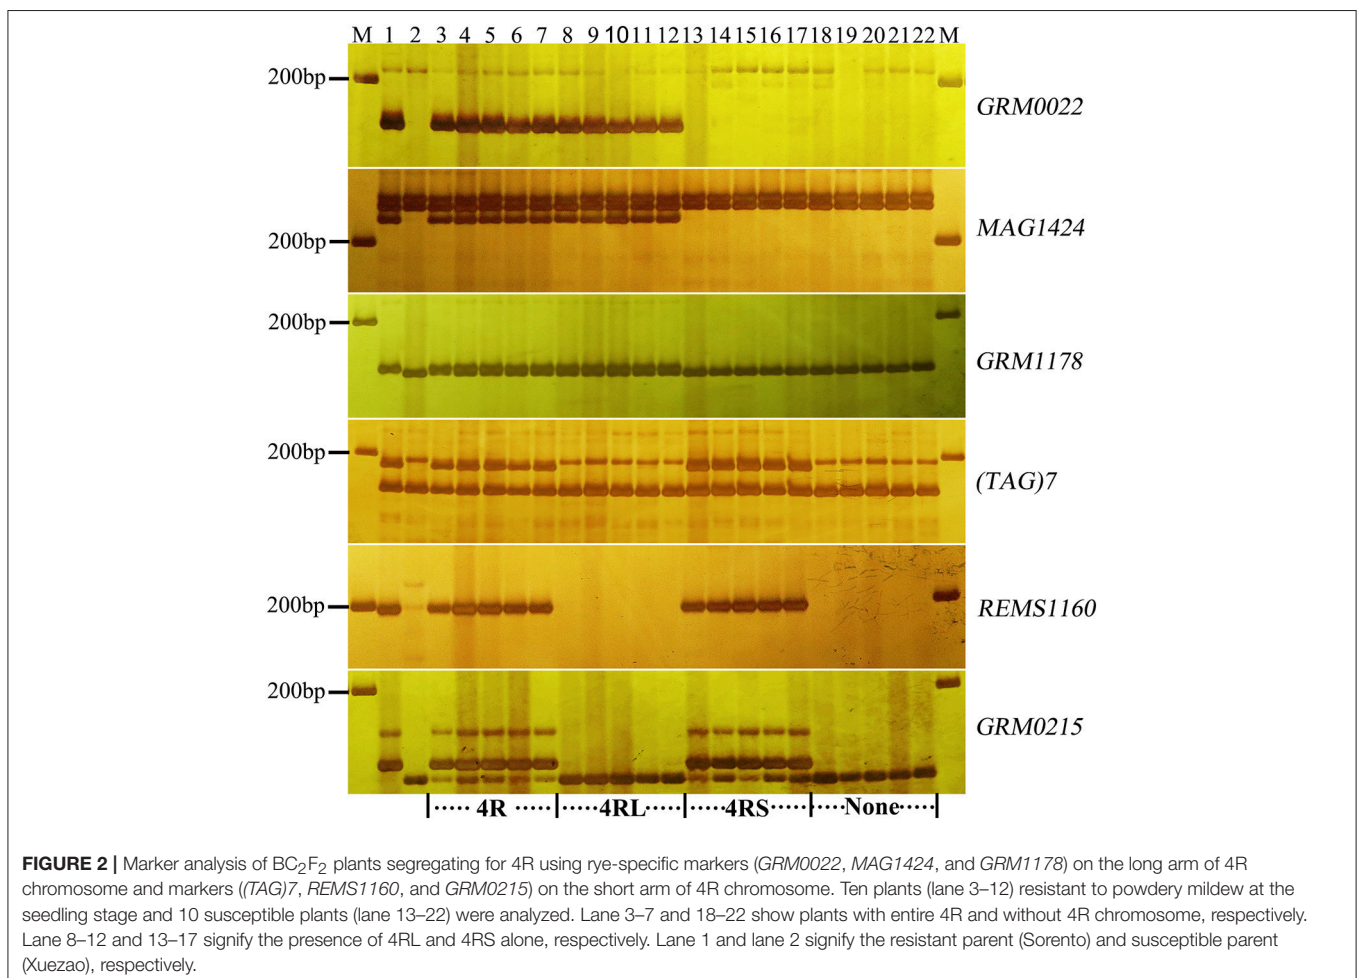 M 1 2 3 4 5 6 7 8 9 10 11 12 13 14 15 16 17 18 19 20 21 22 M
200bp
GRM0022
200bp
MAG1424
200bp
GRM1178
200bp
(TAG)7
200bp
REMS1160
200bp
GRM0215
4R 4RL 4RS None
FIGURE 2 | Marker analysis of BC2F2 plants segregating for 4R using rye-specific markers (GRM0022, MAG1424, and GRM1178) on the long arm of 4R
chromosome and markers ((TAG)7, REMS1160, and GRM0215) on the short arm of 4R chromosome. Ten plants (lane 3–12) resistant to powdery mildew at the
seedling stage and 10 susceptible plants (lane 13–22) were analyzed. Lane 3–7 and 18–22 show plants with entire 4R and without 4R chromosome, respectively.
Lane 8–12 and 13–17 signify the presence of 4RL and 4RS alone, respectively. Lane 1 and lane 2 signify the resistant parent (Sorento) and susceptible parent
(Xuezao), respectively.